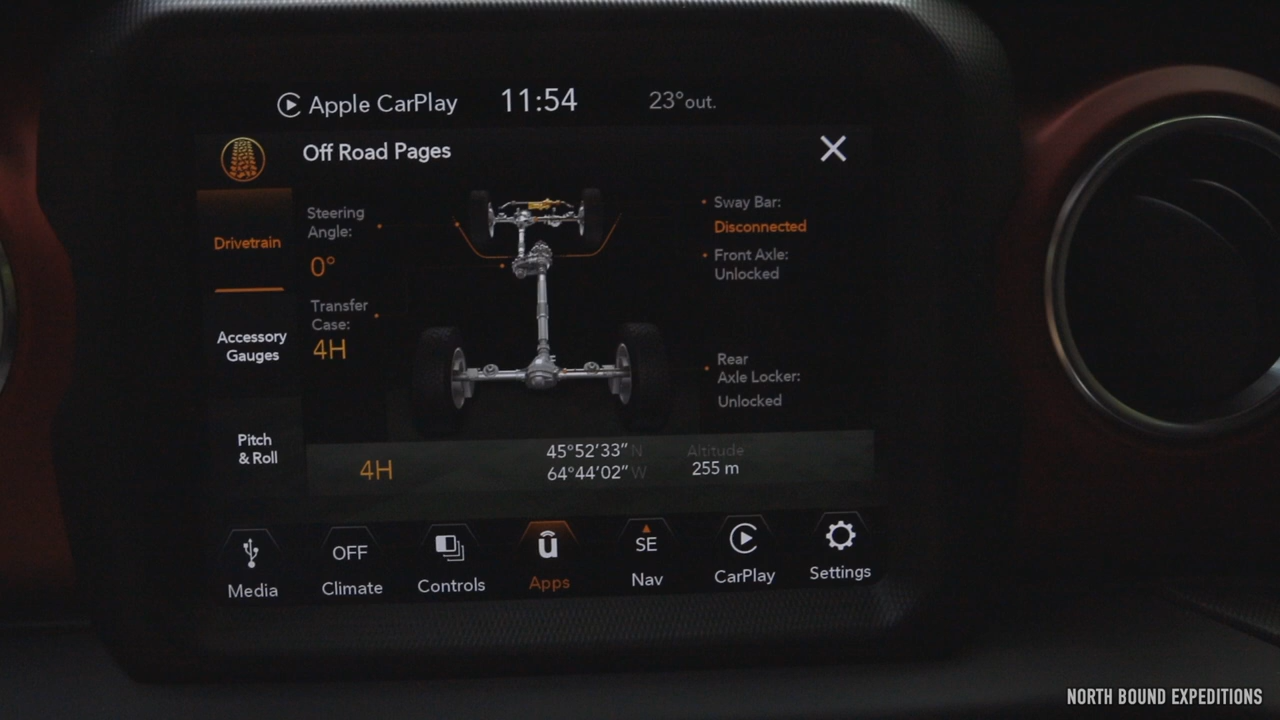 Apple CarPlay 11:54 23°out.
Off Road Pages
Drivetrain
Accessory
Gauges
Pitch
& Roll
Steering
Angle:
0°
Transfer
Case:
4H
Sway Bar:
Disconnected
Front Axle:
Unlocked
Rear
Axle Locker:
Unlocked
4H
45°52'33"N
64°44'02"W
Altitude
255 m
Media
OFF
Climate
Controls
ū
Apps
SE
Nav
CarPlay
Settings
NORTH BOUND EXPEDITIONS